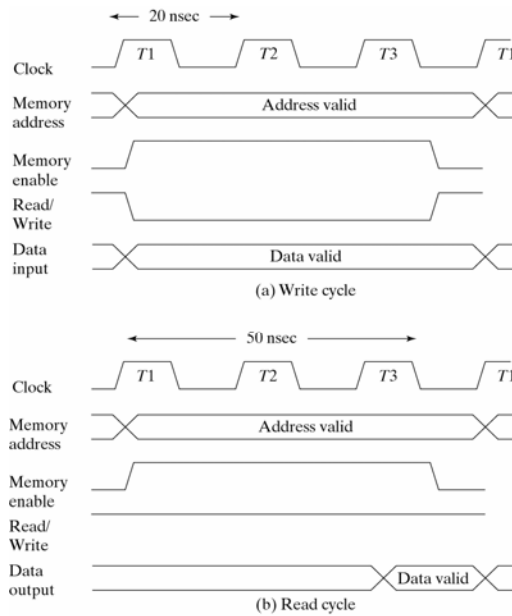 20 nsec
Clock T1 T2 T3 T1
Memory
address
Address valid
Memory
enable
Read/
Write
Data
input
Data valid
(a) Write cycle
50 nsec
Clock T1 T2 T3 T1
Memory
address
Address valid
Memory
enable
Read/
Write
Data
output
Data valid
(b) Read cycle